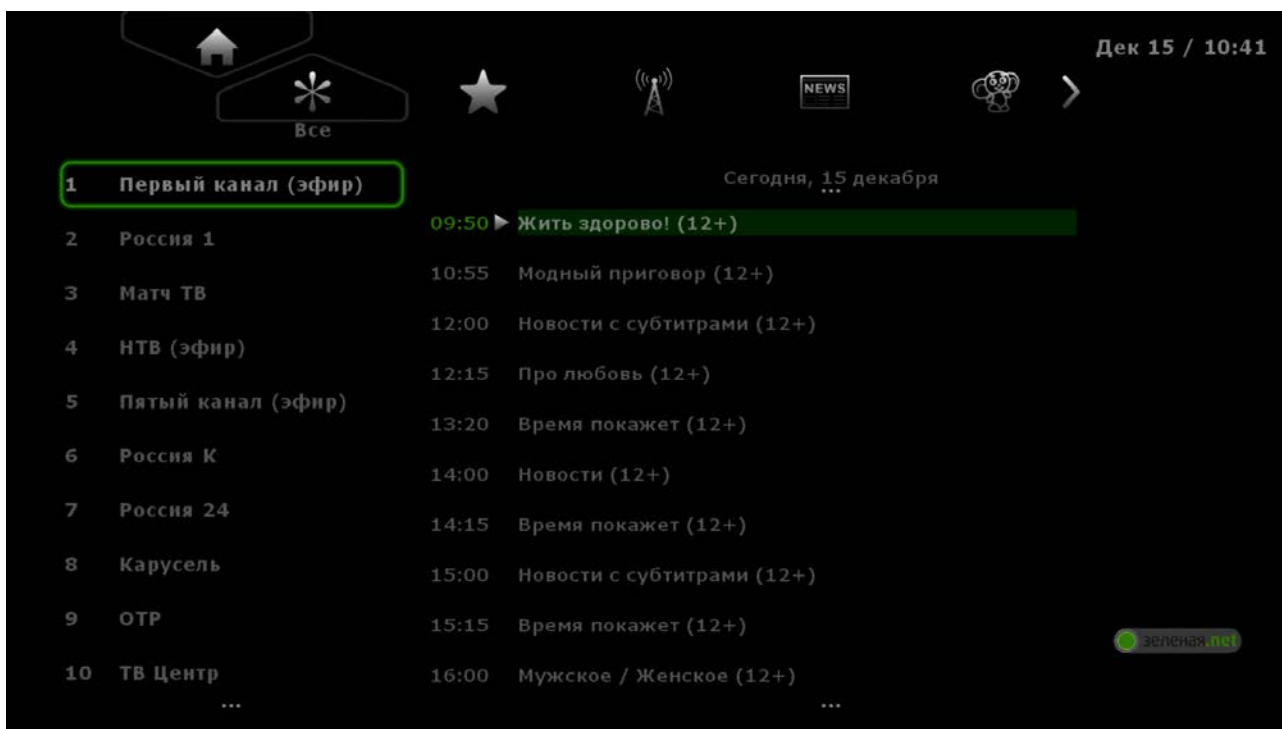 Дек 15 / 10:41
NEWS
Все
1 Первый канал (эфир)
2 Россия 1
3 Матч ТВ
4 НТВ (эфир)
5 Пятый канал (эфир)
6 Россия К
7 Россия 24
8 Карусель
9 ОТР
10 ТВ Центр
...
Сегодня, 15 декабря
...
09:50 Жить здорово! (12+)
10:55 Модный приговор (12+)
12:00 Новости с субтитрами (12+)
12:15 Про любовь (12+)
13:20 Время покажет (12+)
14:00 Новости (12+)
14:15 Время покажет (12+)
15:00 Новости с субтитрами (12+)
15:15 Время покажет (12+)
16:00 Мужское / Женское (12+)
...
зеленая.net